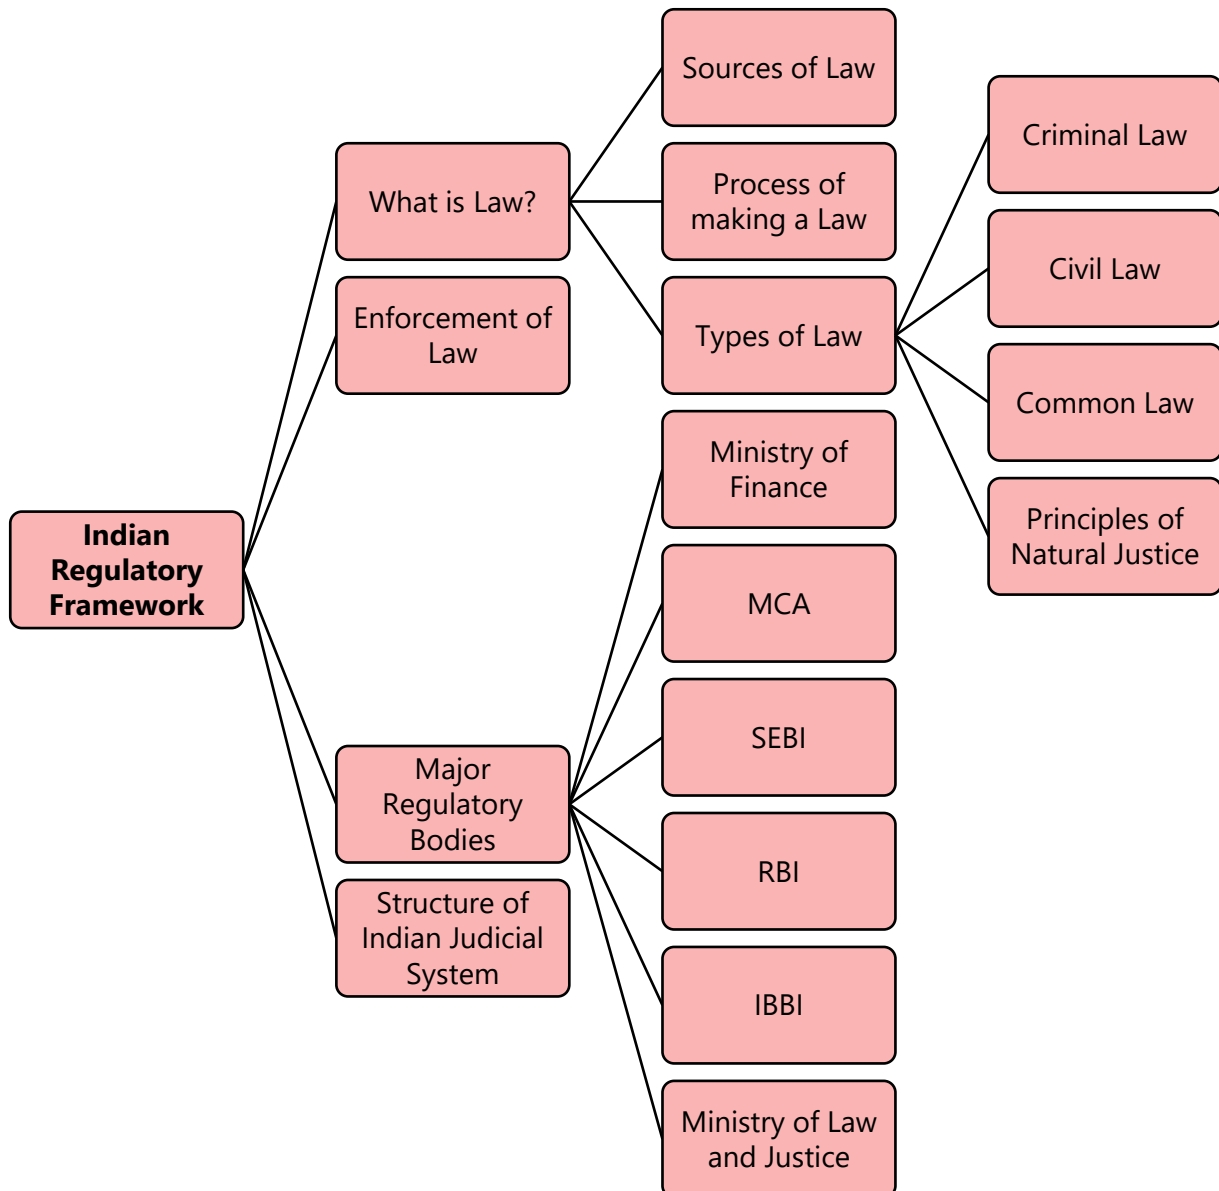 Indian
Regulatory
Framework
What is Law?
Sources of Law
Process of
making a Law
Types of Law
Criminal Law
Civil Law
Common Law
Principles of
Natural Justice
Enforcement of
Law
Major
Regulatory
Bodies
Ministry of
Finance
MCA
SEBI
RBI
IBBI
Ministry of Law
and Justice
Structure of
Indian Judicial
System